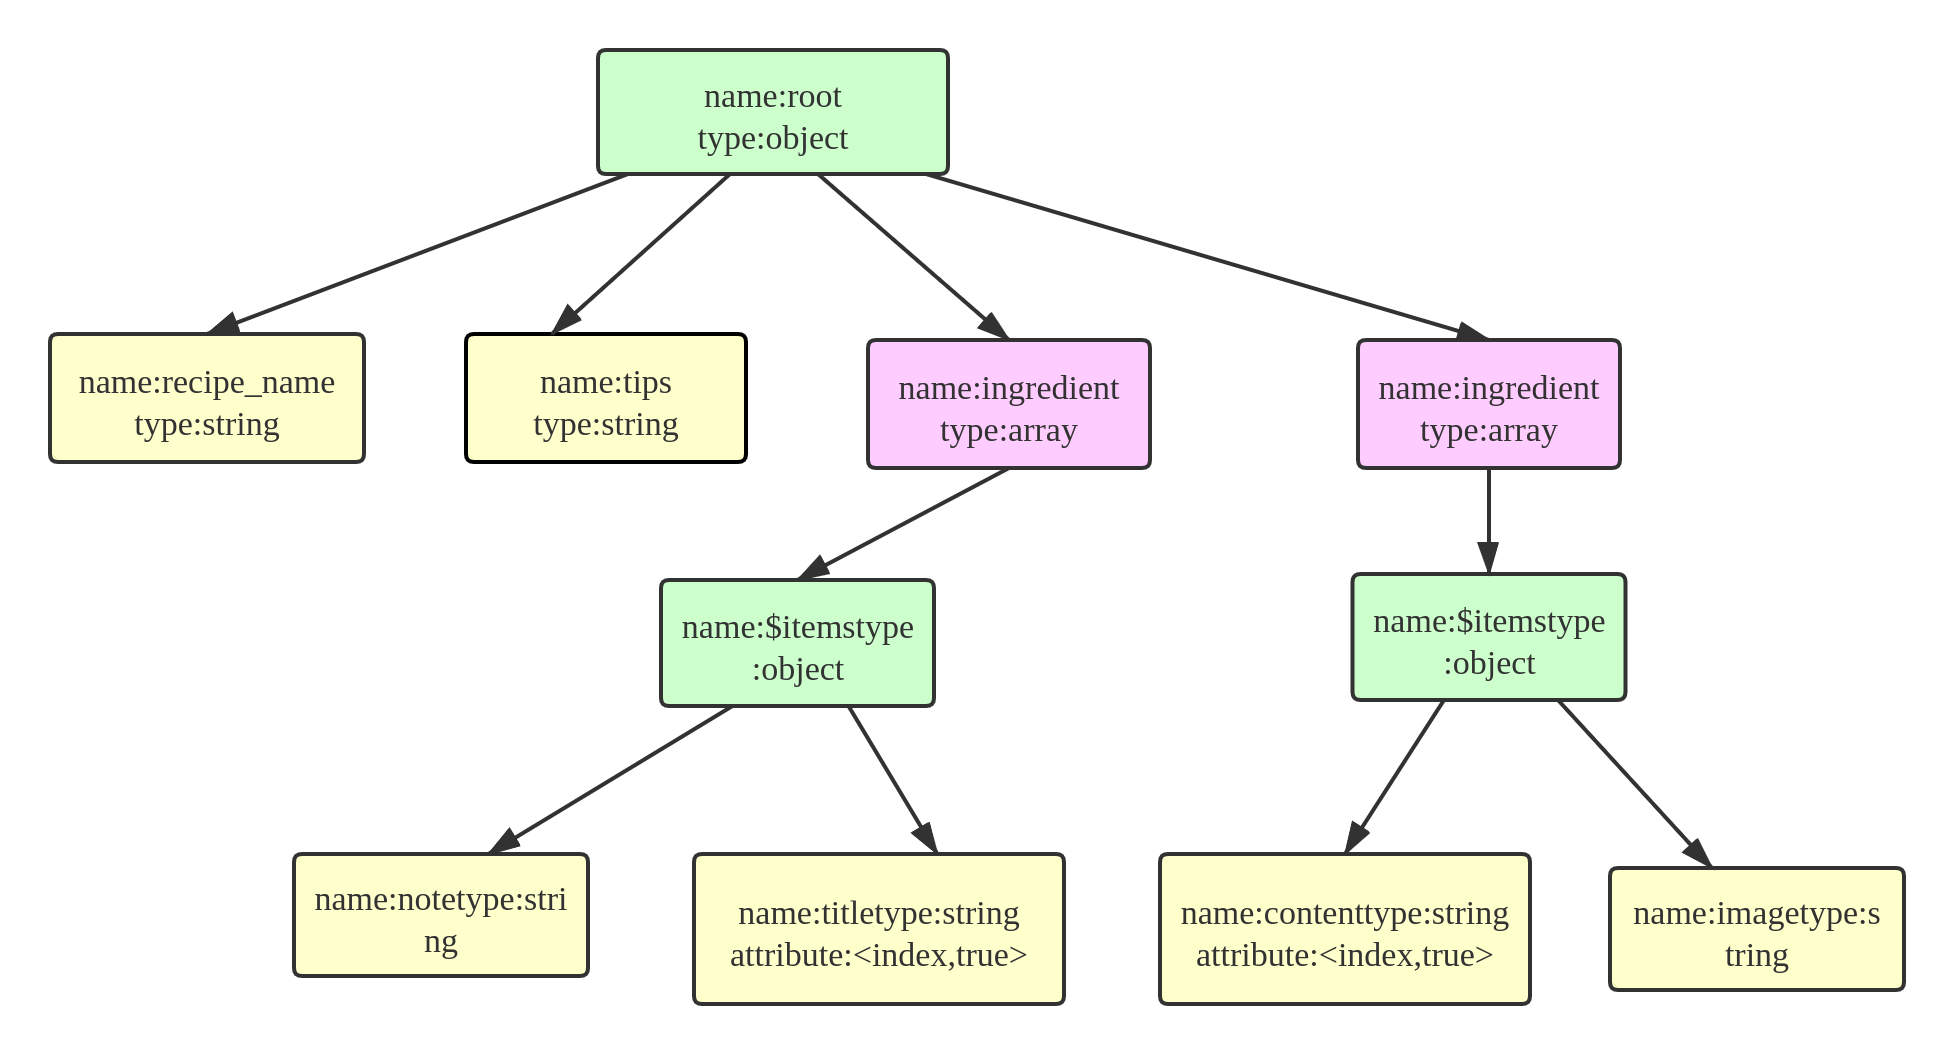 name:root
type:object
name:recipe_name
type:string
name:tips
type:string
name:ingredient
type:array
name:ingredient
type:array
name:$itemstype
:object
name:$itemstype
:object
name:notetype:stri
ng
name:titletype:string
attribute:<index,true>
name:contenttype:string
attribute:<index,true>
name:imagetype:s
tring